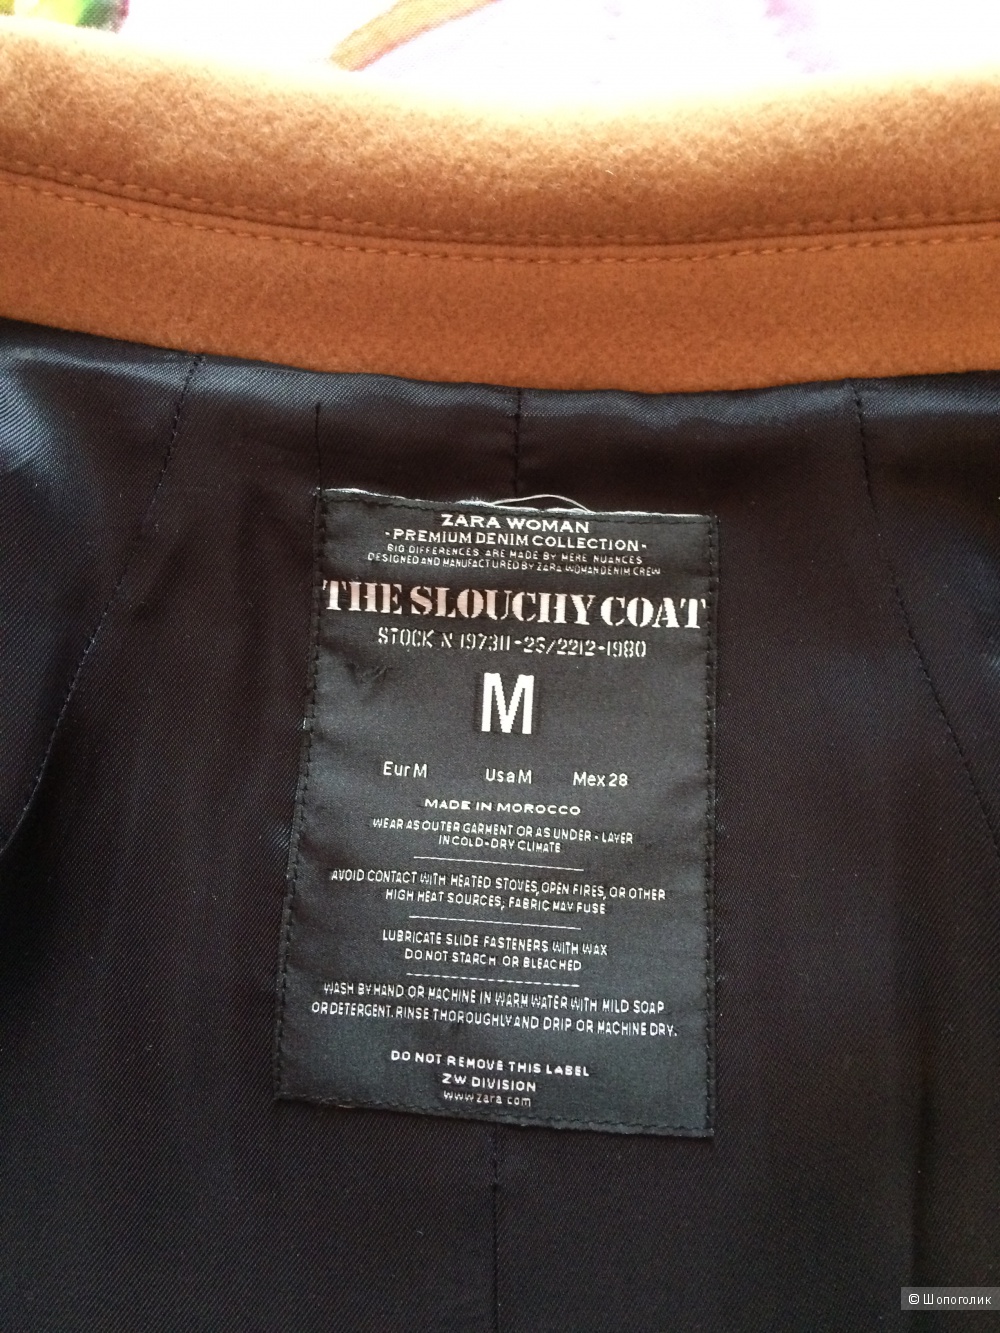 ZARA WOMAN
-PREMIUM DENIM COLLECTION-
BIG DIFFERENCES ARE MADE BY MERE NUANCES
DESIGNED AND MANUFACTURED BY ZARA WOMAN DENIM CREW
THE SLOUCHY COAT
STOCK N 197311-25/2212-1980
M
Eur M Usa M Mex 28
MADE IN MOROCCO
WEAR AS OUTER GARMENT OR AS UNDER-LAYER
IN COLD-DRY CLIMATE
AVOID CONTACT WITH HEATED STOVES, OPEN FIRES, OR OTHER
HIGH HEAT SOURCES, FABRIC MAY FUSE
LUBRICATE SLIDE FASTENERS WITH WAX
DO NOT STARCH OR BLEACHED
WASH BY HAND OR MACHINE IN WARM WATER WITH MILD SOAP
OR DETERGENT. RINSE THOROUGHLY AND DRIP OR MACHINE DRY.
DO NOT REMOVE THIS LABEL
ZW DIVISION
www.zara.com
© Шопоголик